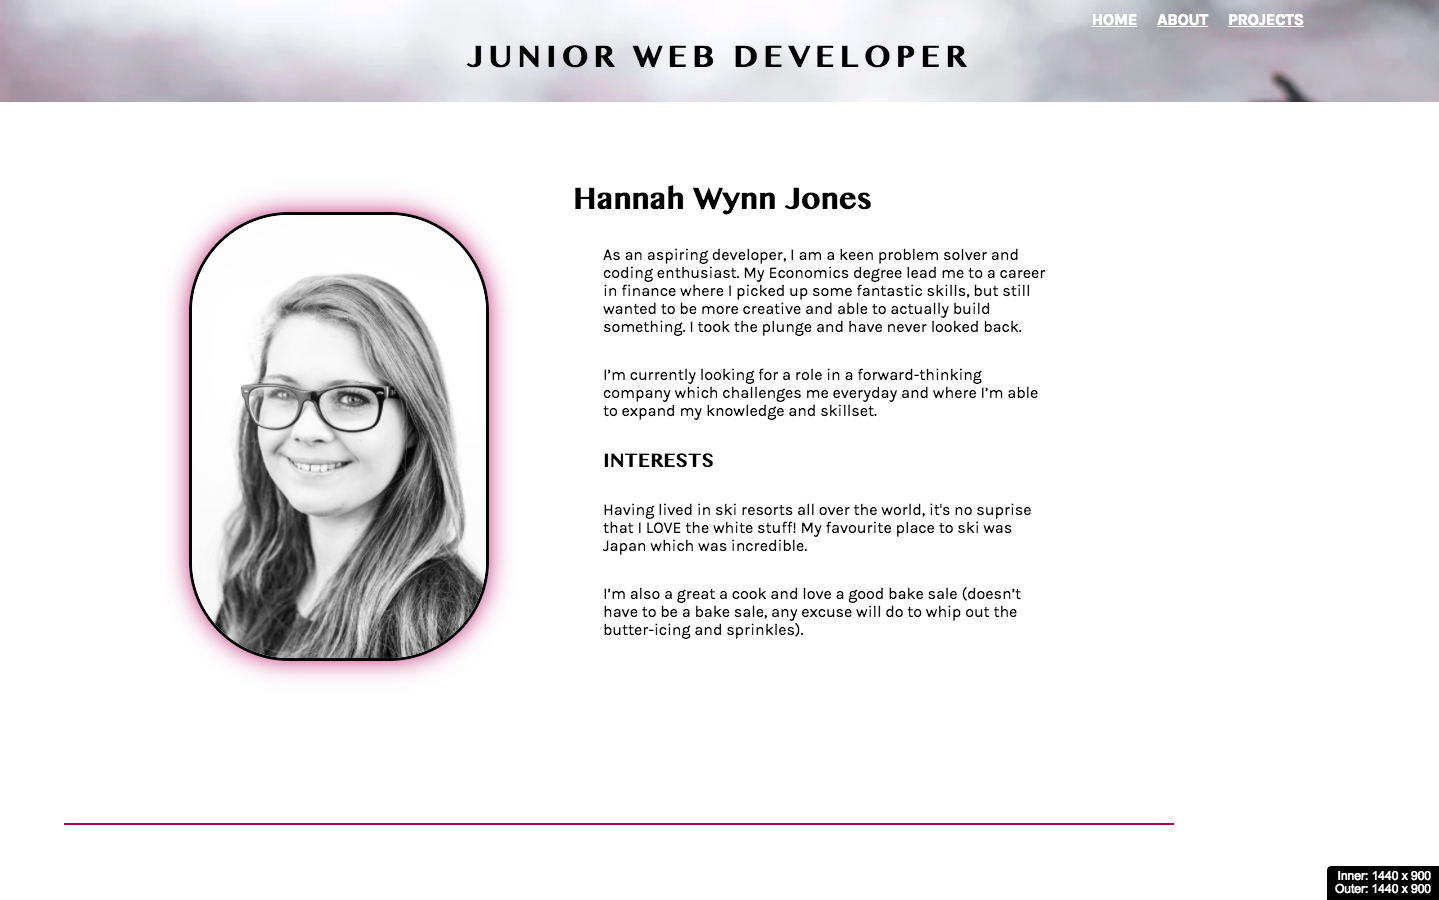 HOME ABOUT PROJECTS
JUNIOR WEB DEVELOPER
Hannah Wynn Jones
As an aspiring developer, I am a keen problem solver and
coding enthusiast. My Economics degree lead me to a career
in finance where I picked up some fantastic skills, but still
wanted to be more creative and able to actually build
something. I took the plunge and have never looked back.
I’m currently looking for a role in a forward-thinking
company which challenges me everyday and where I’m able
to expand my knowledge and skillset.
INTERESTS
Having lived in ski resorts all over the world, it's no suprise
that I LOVE the white stuff! My favourite place to ski was
Japan which was incredible.
I’m also a great a cook and love a good bake sale (doesn’t
have to be a bake sale, any excuse will do to whip out the
butter-icing and sprinkles).
Inner: 1440 x 900
Outer: 1440 x 900